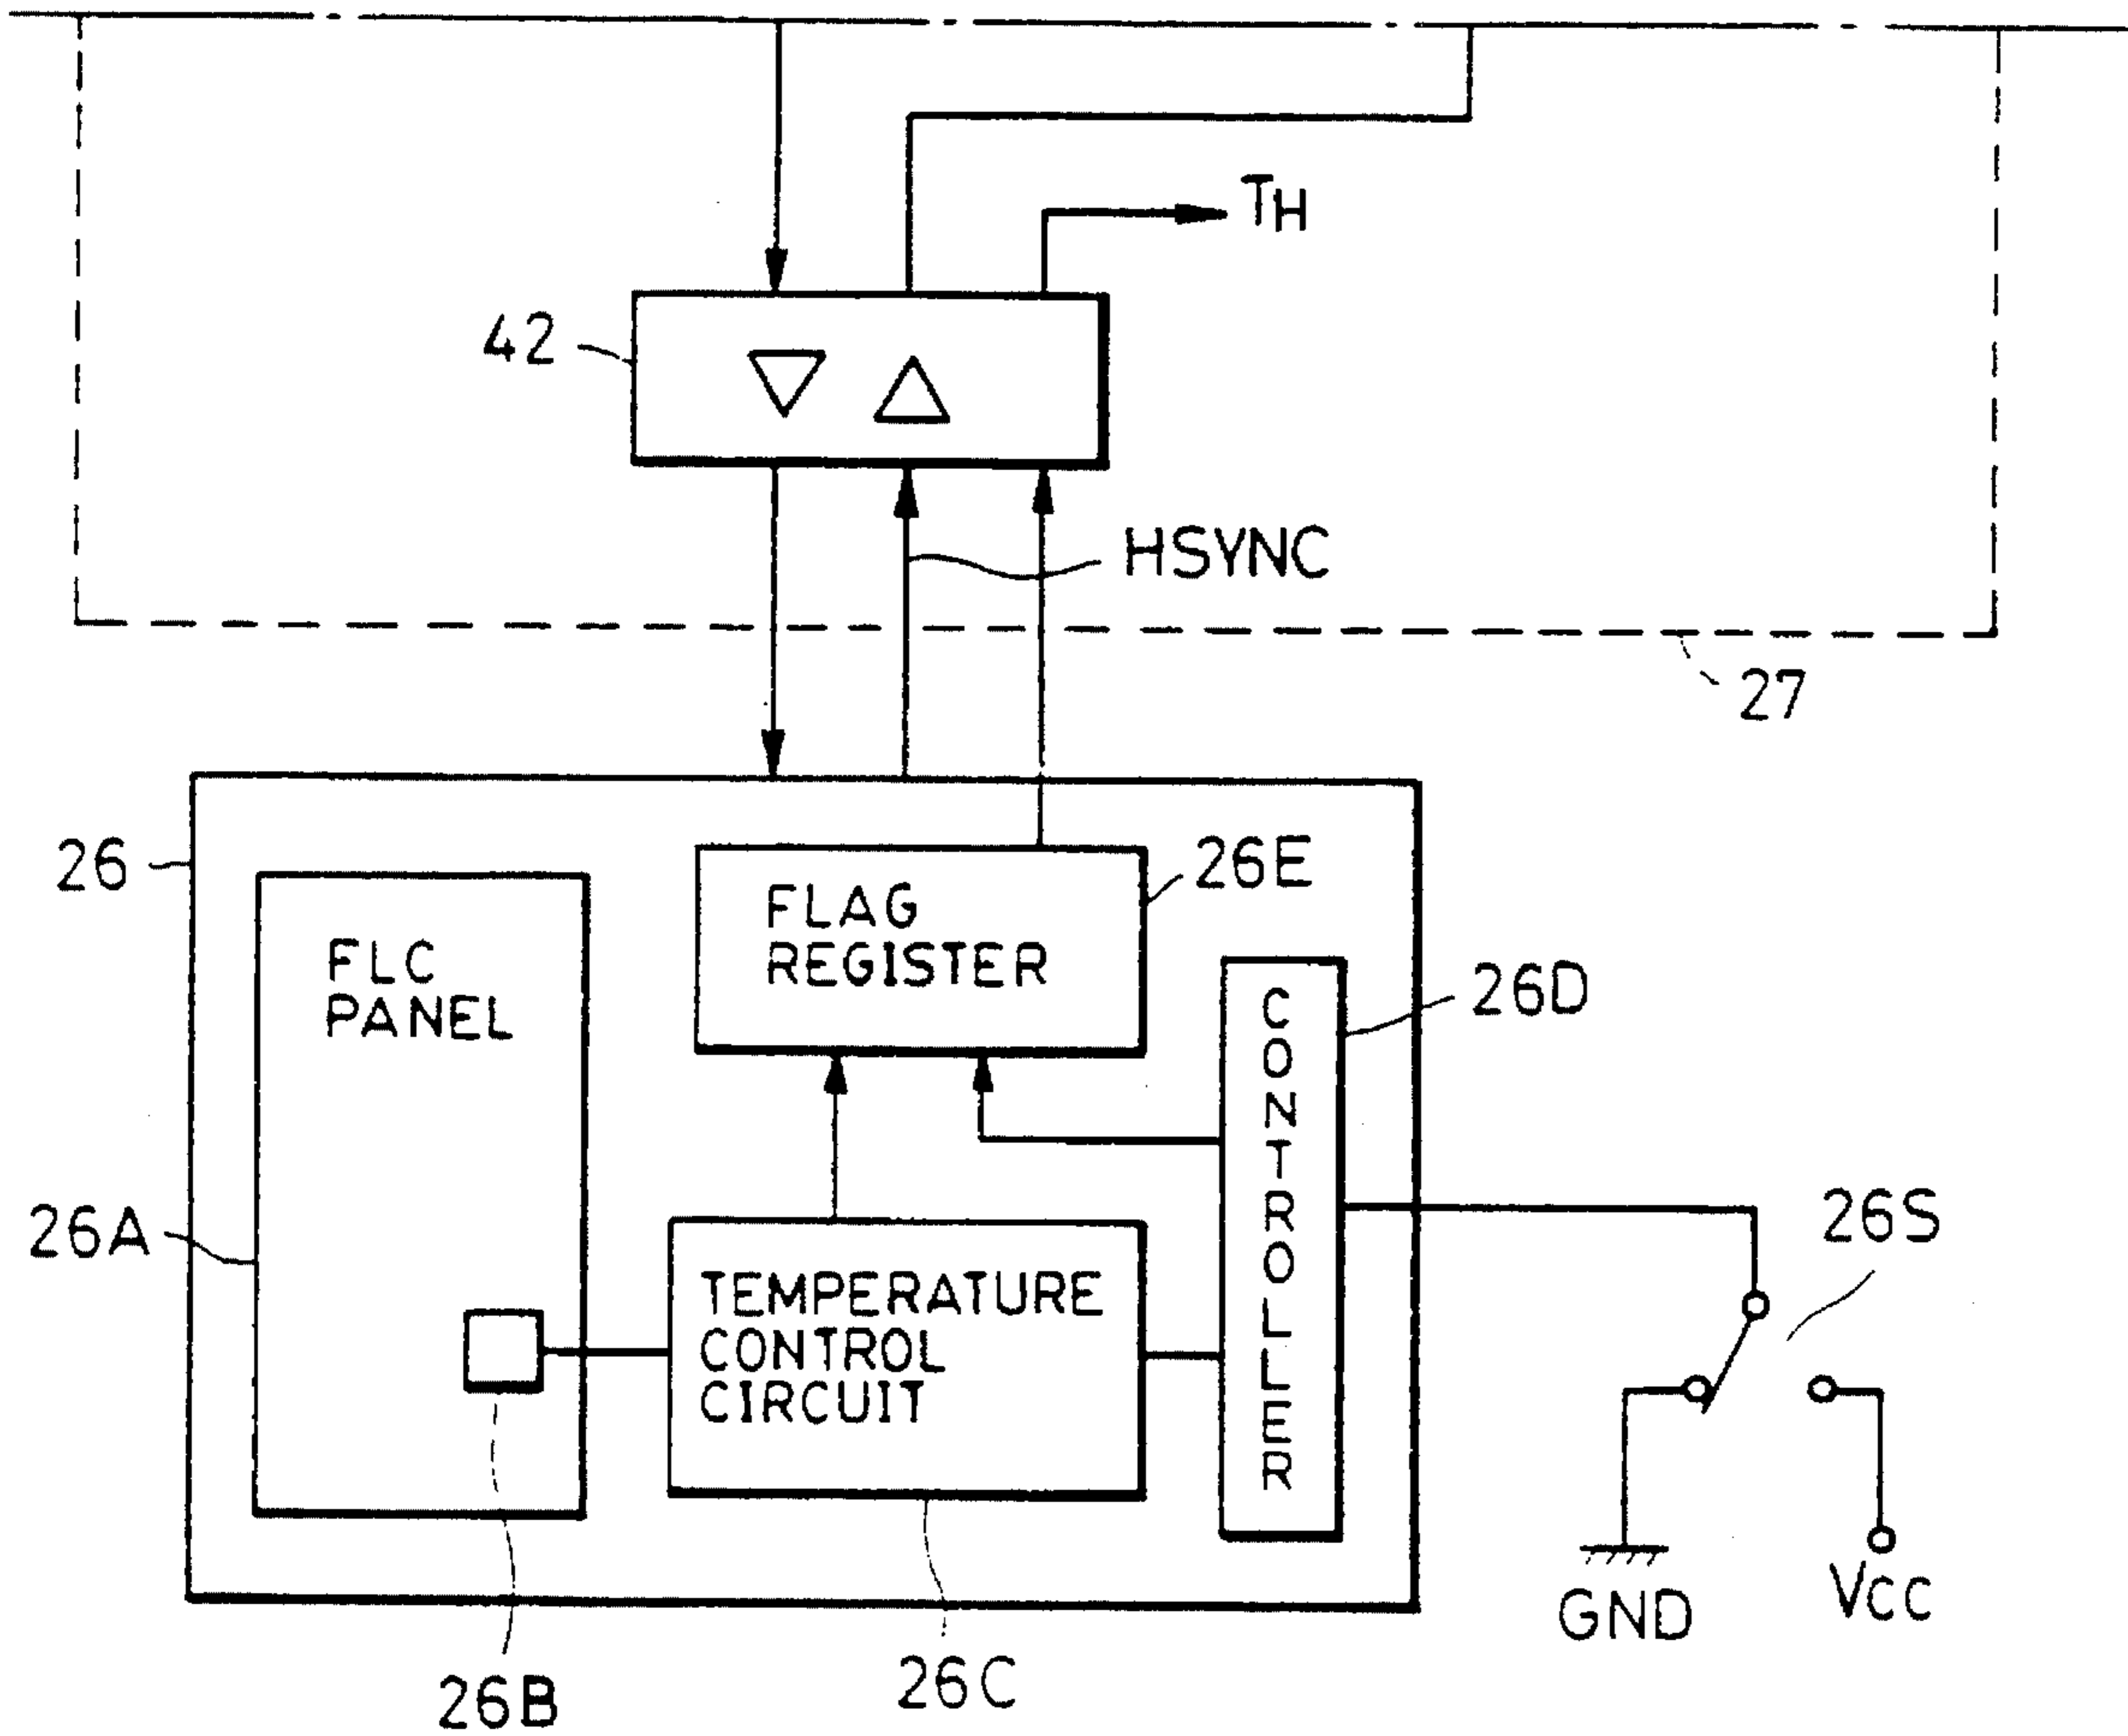 TH
42
HSYNC
27
26
26E
FLAG
REGISTER
FLC
PANEL
26D
CONTROLLER
26A
26S
TEMPERATURE
CONTROL
CIRCUIT
GND
VCC
26B
26C